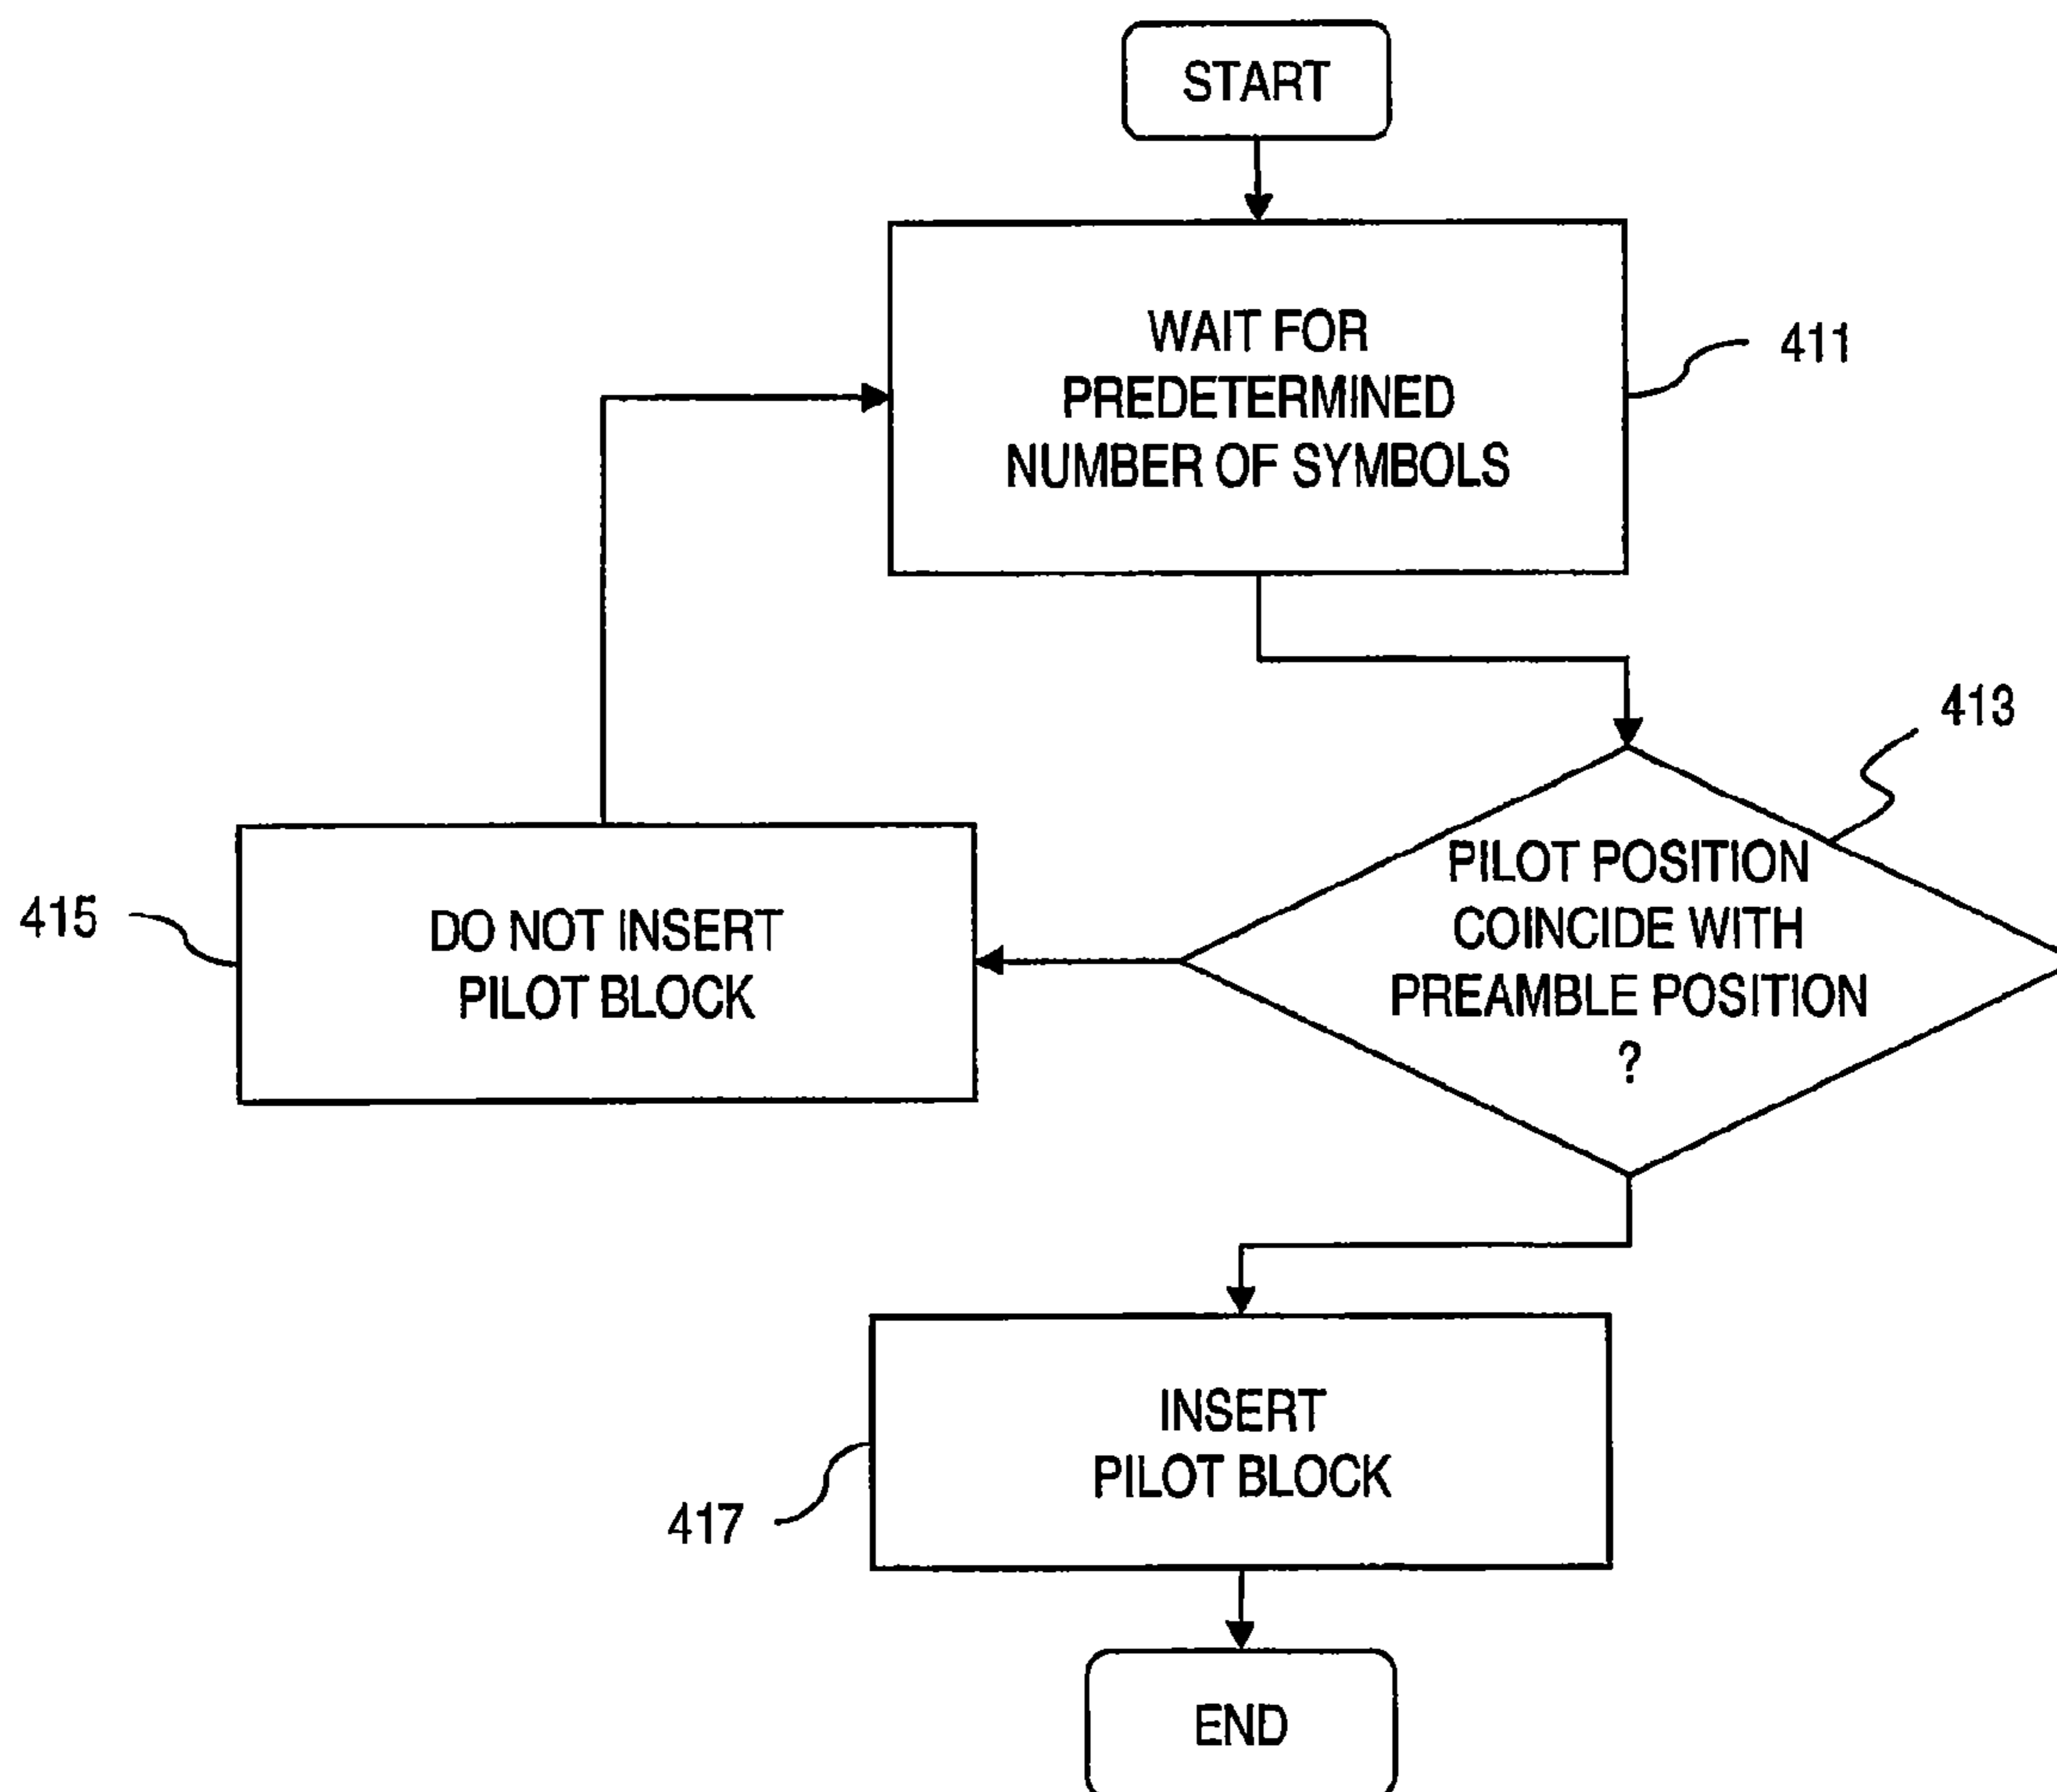 START
WAIT FOR
PREDETERMINED
NUMBER OF SYMBOLS
411
413
PILOT POSITION
COINCIDE WITH
PREAMBLE POSITION
?
415
DO NOT INSERT
PILOT BLOCK
INSERT
PILOT BLOCK
417
END